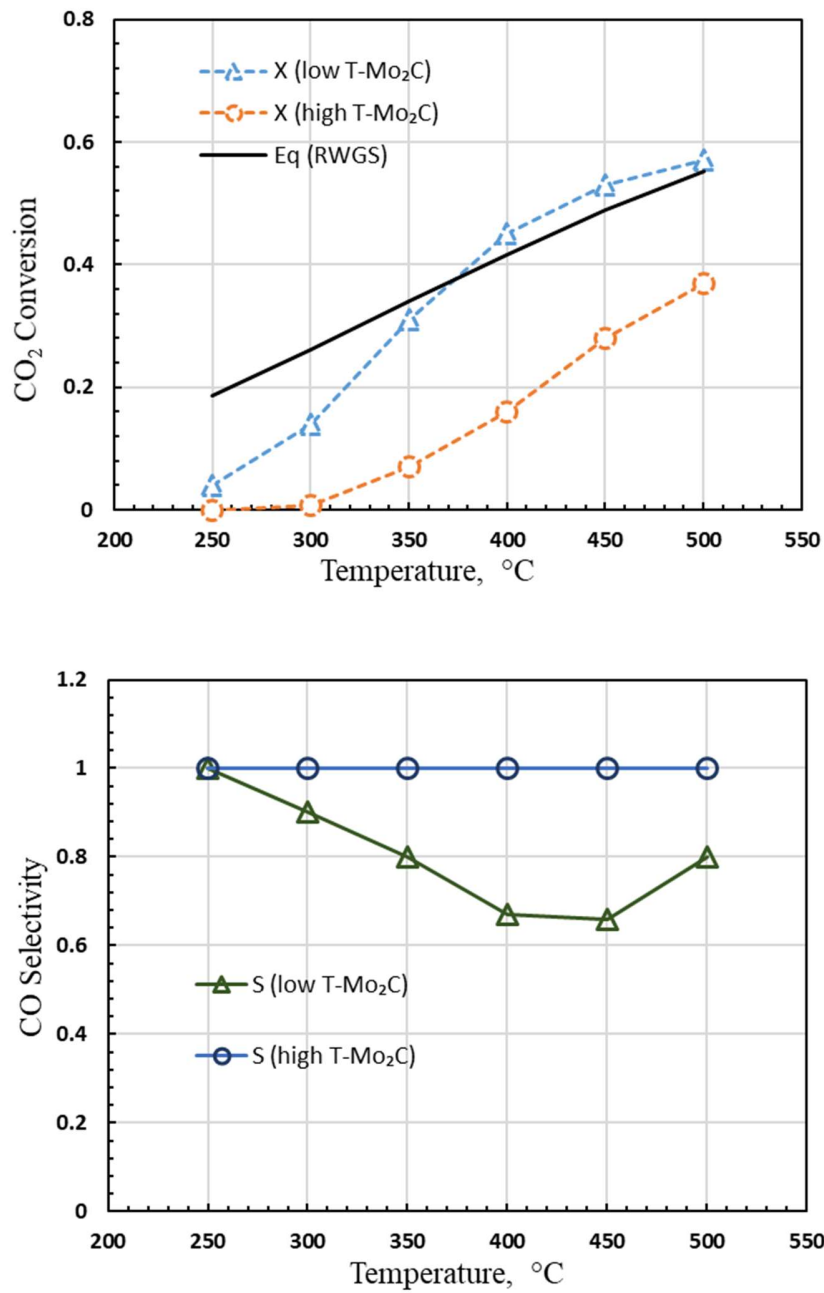 0.8
X (low T-Mo₂C)
X (high T-Mo₂C)
Eq (RWGS)
0.6
0.4
0.2
0
CO₂ Conversion
200 250 300 350 400 450 500 550
Temperature, °C
1.2
1
0.8
0.6
S (low T-Mo₂C)
S (high T-Mo₂C)
0.4
0.2
0
CO Selectivity
200 250 300 350 400 450 500 550
Temperature, °C